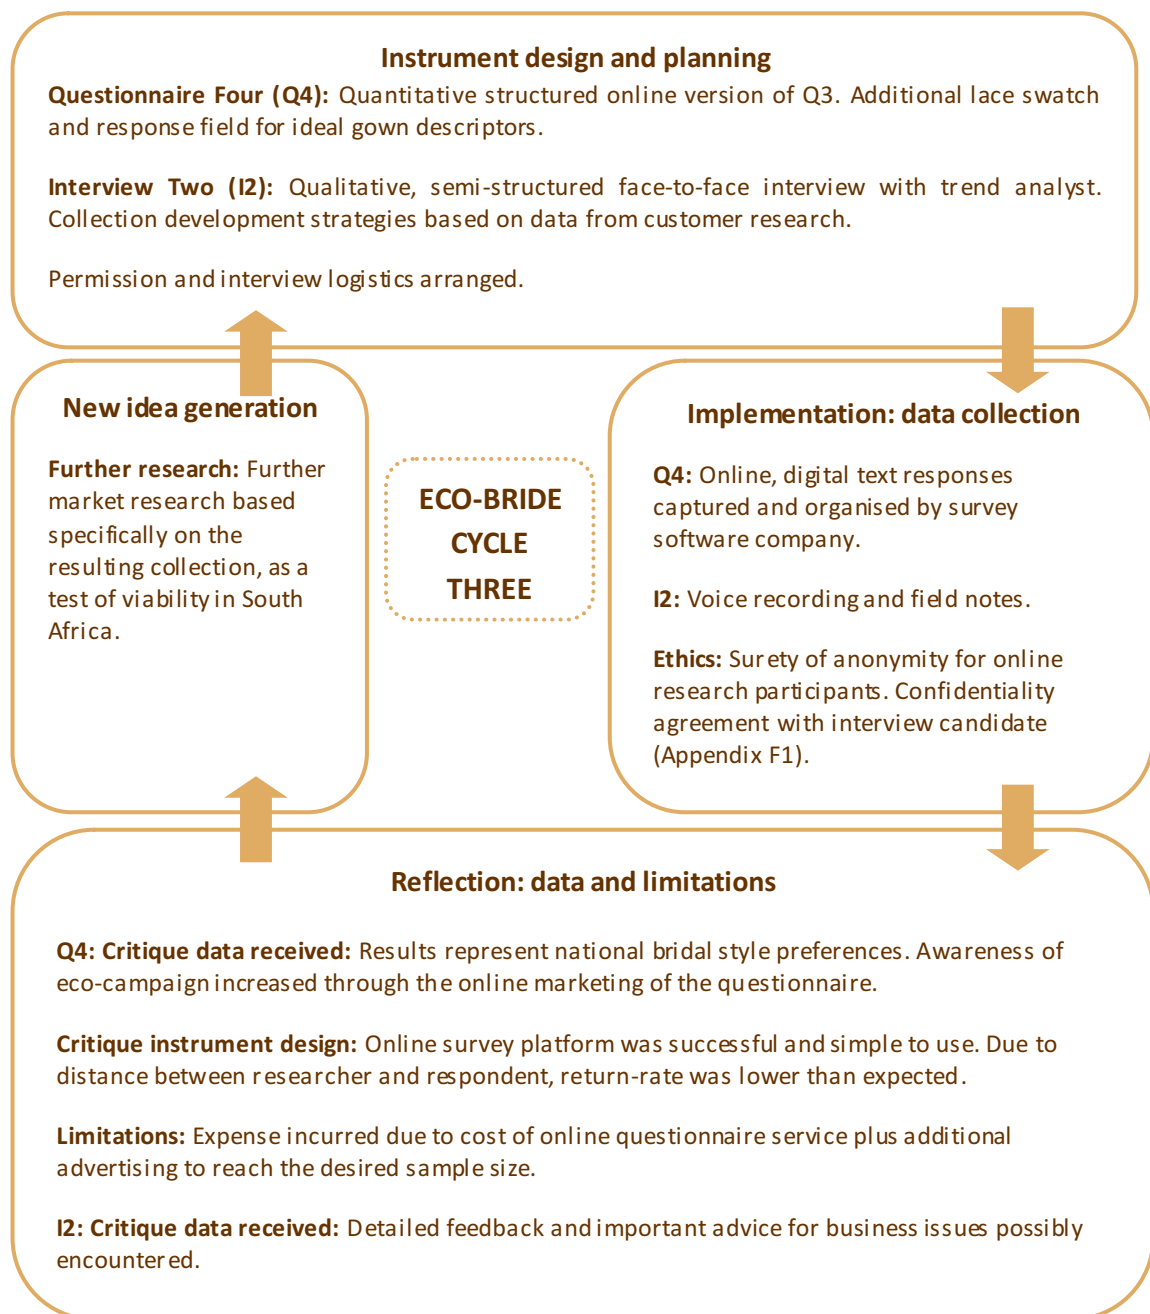 Instrument design and planning
Questionnaire Four (Q4): Quantitative structured online version of Q3. Additional lace swatch
and response field for ideal gown descriptors.
Interview Two (I2): Qualitative, semi-structured face-to-face interview with trend analyst.
Collection development strategies based on data from customer research.
Permission and interview logistics arranged.
New idea generation
Further research: Further
market research based
specifically on the
resulting collection, as a
test of viability in South
Africa.
ECO-BRIDE
CYCLE
THREE
Implementation: data collection
Q4: Online, digital text responses
captured and organised by survey
software company.
I2: Voice recording and field notes.
Ethics: Surety of anonymity for online
research participants. Confidentiality
agreement with interview candidate
(Appendix F1).
Reflection: data and limitations
Q4: Critique data received: Results represent national bridal style preferences. Awareness of
eco-campaign increased through the online marketing of the questionnaire.
Critique instrument design: Online survey platform was successful and simple to use. Due to
distance between researcher and respondent, return-rate was lower than expected.
Limitations: Expense incurred due to cost of online questionnaire service plus additional
advertising to reach the desired sample size.
I2: Critique data received: Detailed feedback and important advice for business issues possibly
encountered.